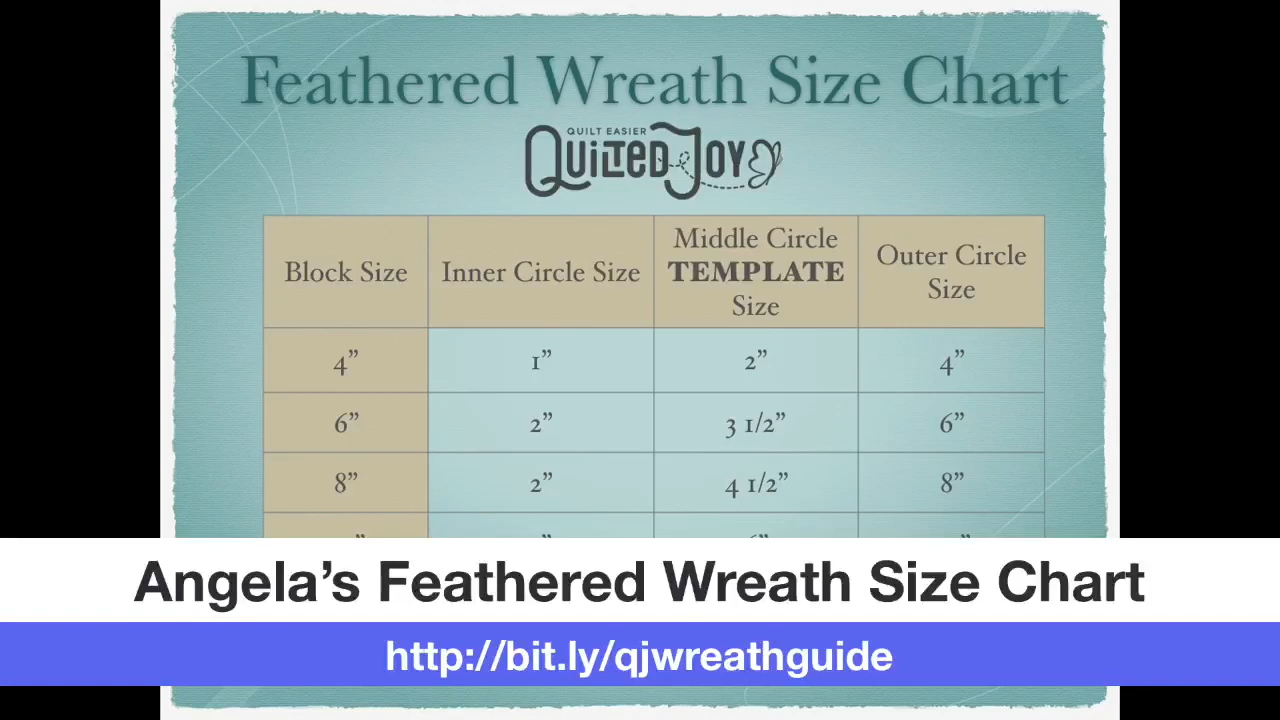 Feathered Wreath Size Chart
QUILT EASIER
QUILTED JOY
Block Size
Inner Circle Size
Middle Circle
TEMPLATE
Size
Outer Circle
Size
4” 1” 2” 4”
6” 2” 3 1/2” 6”
8” 2” 4 1/2” 8”
Angela’s Feathered Wreath Size Chart
http://bit.ly/qjwreathguide